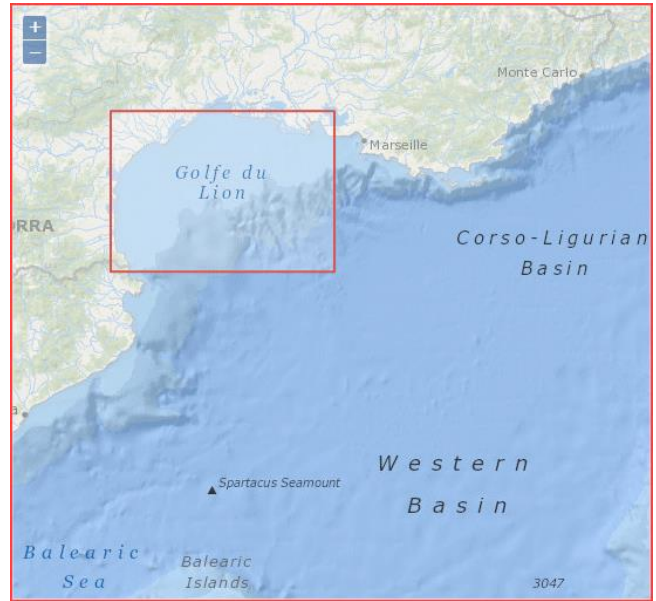 +
−
Monte Carlo
Marseille
Golfe du
Lion
RRA
Corso-Ligurian
Basin
Western
Basin
a
Spartacus Seamount
Balearic
Sea
Balearic
Islands
3047